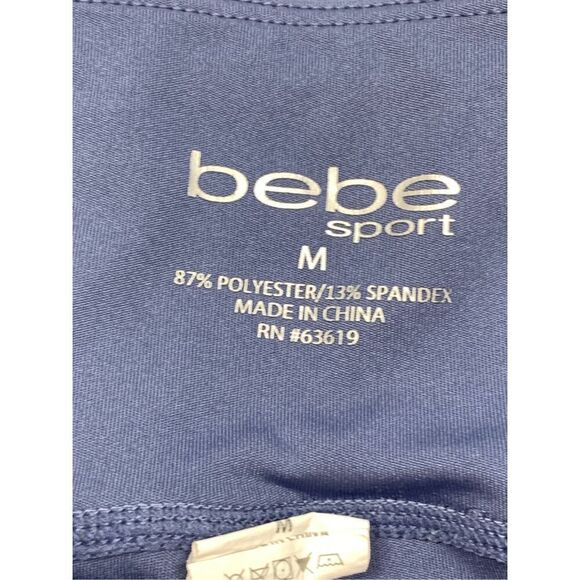 bebe
sport
M
87% POLYESTER/13% SPANDEX
MADE IN CHINA
RN #63619
M